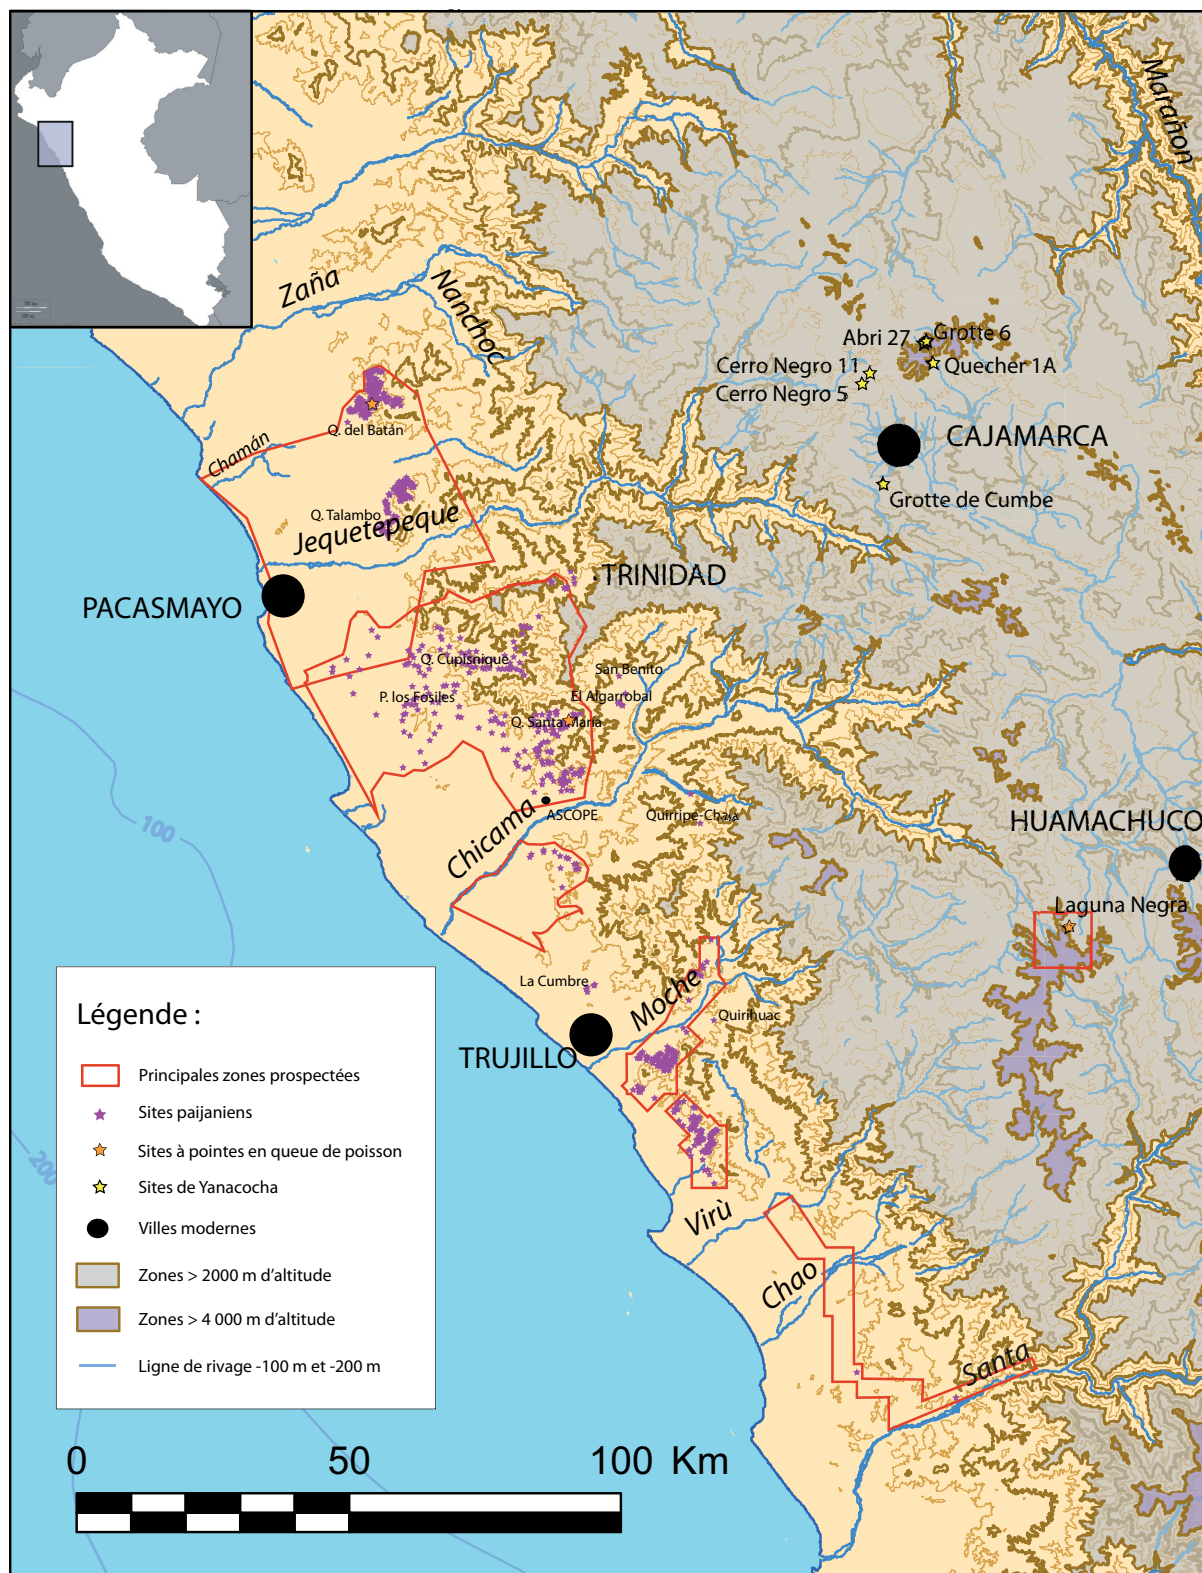 Marañon
Zaña
Nanchoc
Abri 27
Grotte 6
Cerro Negro 11
Quecher 1A
Cerro Negro 5
Q. del Batán
CAJAMARCA
Chamán
Grotte de Cumbe
Q. Talambo
Jequetepeque
TRINIDAD
PACASMAYO
Q. Cupisnique
San Benito
P. los Fosiles
El Algarrobal
Q. Santa Maria
100
Chicama
ASCOPE
Quirripe-Chala
HUAMACHUCO
Laguna Negra
La Cumbre
Moche
Quirihuac
TRUJILLO
200
Virù
Chao
Santa
Légende :
Principales zones prospectées
Sites paijaniens
Sites à pointes en queue de poisson
Sites de Yanacocha
Villes modernes
Zones > 2000 m d'altitude
Zones > 4 000 m d'altitude
Ligne de rivage -100 m et -200 m
0 50 100 Km